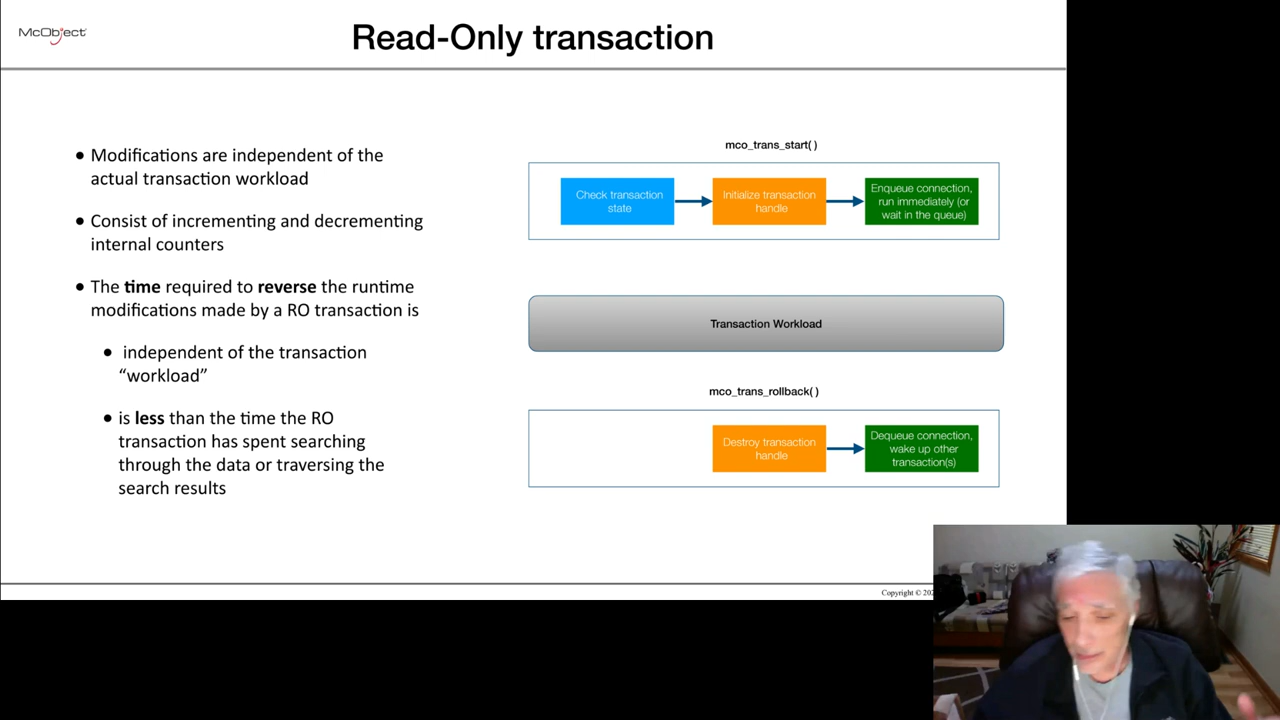 McObject
Read-Only transaction
● Modifications are independent of the
actual transaction workload
● Consist of incrementing and decrementing
internal counters
● The time required to reverse the runtime
modifications made by a RO transaction is
● independent of the transaction
“workload”
● is less than the time the RO
transaction has spent searching
through the data or traversing the
search results
mco_trans_start( )
Check transaction
state
Initialize transaction
handle
Enqueue connection,
run immediately (or
wait in the queue)
Transaction Workload
mco_trans_rollback( )
Destroy transaction
handle
Dequeue connection,
wake up other
transaction(s)
Copyright ©